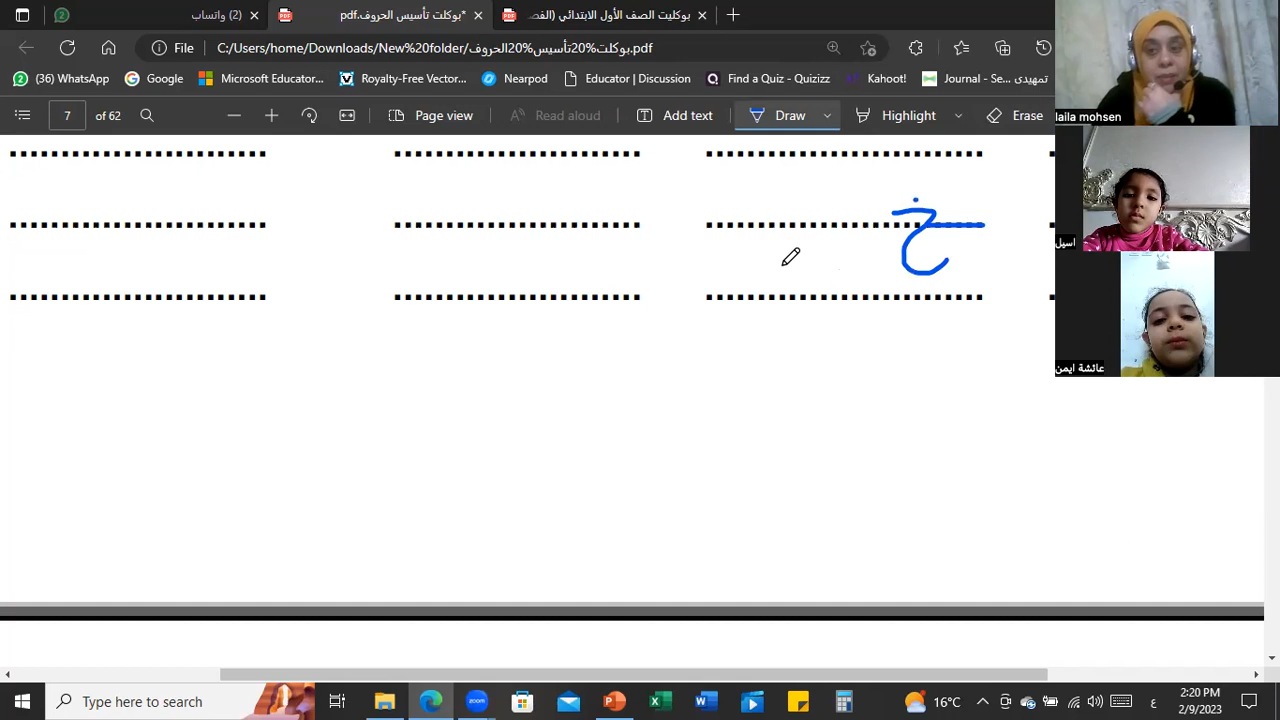 (2) واتساب
بوكلت تأسيس الحروف.pdf*
بوكليت الصف الأول الابتدائي (الفص
File
C:/Users/home/Downloads/New%20folder/بوكلت%20تأسيس%20الحروف.pdf
(36) WhatsApp
Google
Microsoft Educator...
Royalty-Free Vector...
Nearpod
Educator | Discussion
Find a Quiz - Quizizz
Kahoot!
Journal - Se...
تمهيدى
7 of 62
Page view
Read aloud
Add text
Draw
Highlight
Erase
laila mohsen
اسيل
عائشة ايمن
خ
Type here to search
16°C
ع
2:20 PM
2/9/2023